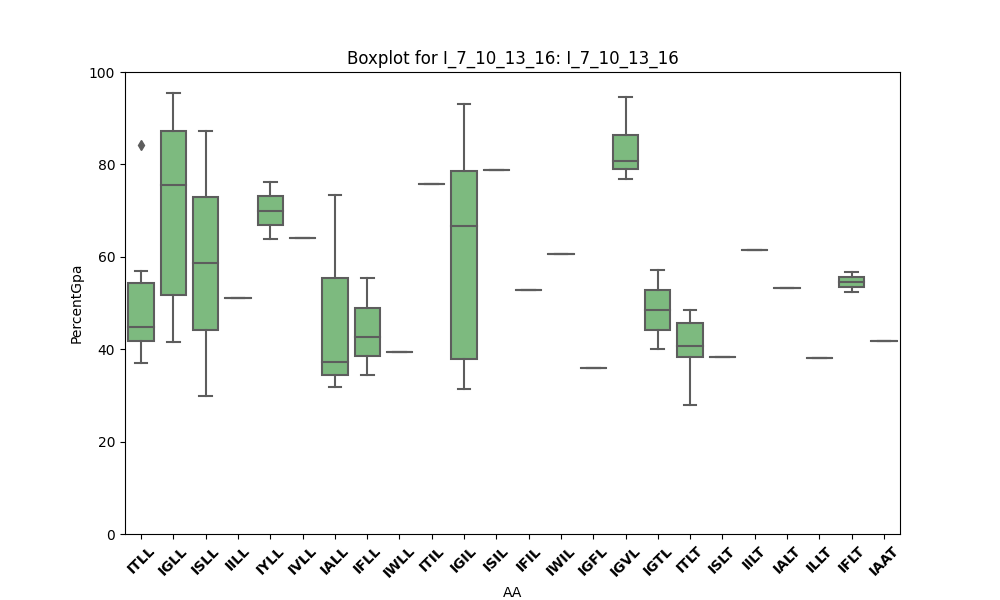 Boxplot for I_7_10_13_16: I_7_10_13_16
100
80
60
40
20
0
PercentGpa
ITLL IGLL ISLL IILL IYLL IVLL IALL IFLL IWLL ITIL IGIL ISIL IFIL IWIL IGFL IGVL IGTL ITLT ISLT IILT IALT ILLT IFLT IAAT
AA